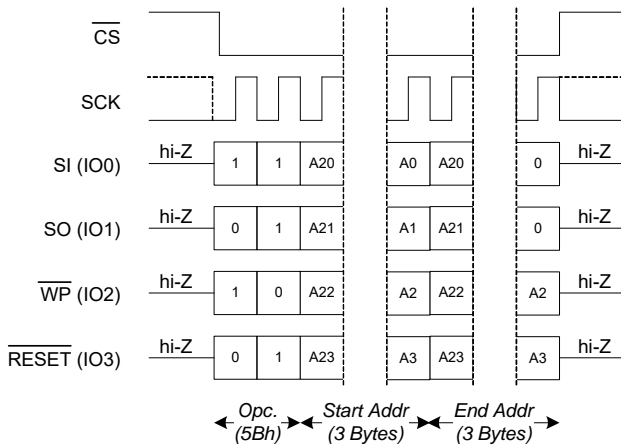 CS
SCK
SI (IO0) hi-Z 1 1 A20 A0 A20 0 hi-Z
SO (IO1) hi-Z 0 1 A21 A1 A21 0 hi-Z
WP (IO2) hi-Z 1 0 A22 A2 A22 A2 hi-Z
RESET (IO3) hi-Z 0 1 A23 A3 A23 A3 hi-Z
Opc. Start Addr End Addr
(5Bh) (3 Bytes) (3 Bytes)